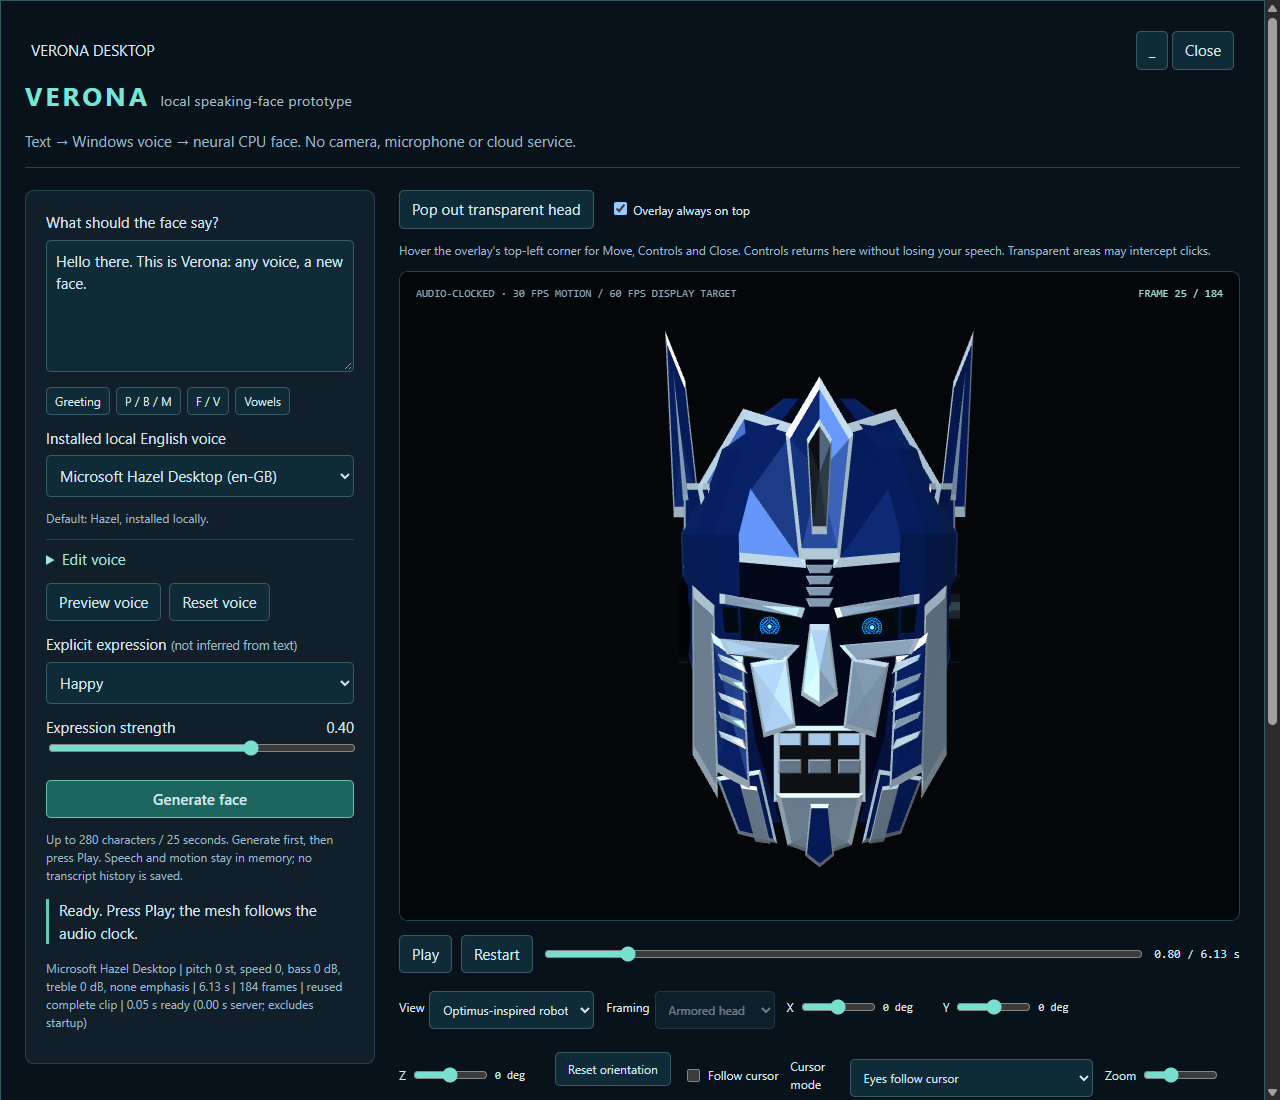 VERONA DESKTOP
_
Close
VERONA local speaking-face prototype
Text → Windows voice → neural CPU face. No camera, microphone or cloud service.
What should the face say?
Hello there. This is Verona: any voice, a new
face.
Greeting
P / B / M
F / V
Vowels
Installed local English voice
Microsoft Hazel Desktop (en-GB)
Default: Hazel, installed locally.
Edit voice
Preview voice
Reset voice
Explicit expression (not inferred from text)
Happy
Expression strength 0.40
Generate face
Up to 280 characters / 25 seconds. Generate first, then
press Play. Speech and motion stay in memory; no
transcript history is saved.
Ready. Press Play; the mesh follows the
audio clock.
Microsoft Hazel Desktop | pitch 0 st, speed 0, bass 0 dB,
treble 0 dB, none emphasis | 6.13 s | 184 frames | reused
complete clip | 0.05 s ready (0.00 s server; excludes
startup)
Pop out transparent head
Overlay always on top
Hover the overlay's top-left corner for Move, Controls and Close. Controls returns here without losing your speech. Transparent areas may intercept clicks.
AUDIO-CLOCKED · 30 FPS MOTION / 60 FPS DISPLAY TARGET
FRAME 25 / 184
Play
Restart
0.80 / 6.13 s
View
Optimus-inspired robot
Framing
Armored head
X
0 deg
Y
0 deg
Z
0 deg
Reset orientation
Follow cursor
Cursor
mode
Eyes follow cursor
Zoom